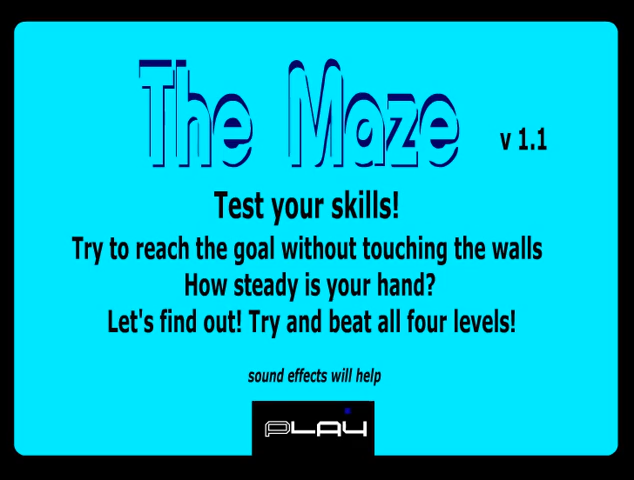 The Maze
v 1.1
Test your skills!
Try to reach the goal without touching the walls
How steady is your hand?
Let's find out! Try and beat all four levels!
sound effects will help
PLAY